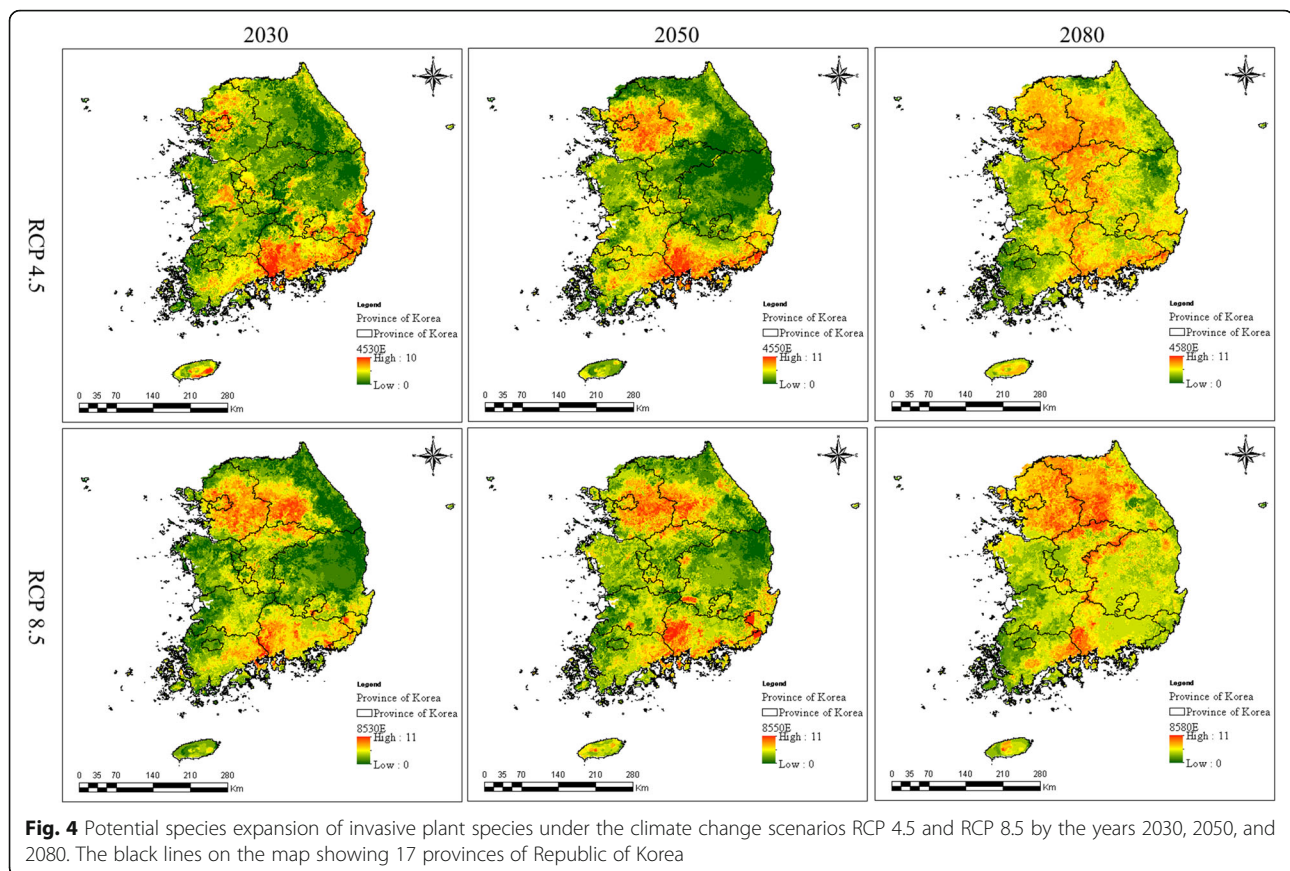 2030
2050
2080
RCP 4.5
Legend
Province of Korea
Province of Korea
4530E
High : 10
Low : 0
0 35 70 140 210 280
Km
Legend
Province of Korea
Province of Korea
4550E
High : 11
Low : 0
0 35 70 140 210 280
Km
Legend
Province of Korea
Province of Korea
4580E
High : 11
Low : 0
0 35 70 140 210 280
Km
RCP 8.5
Legend
Province of Korea
Province of Korea
8530E
High : 11
Low : 0
0 35 70 140 210 280
Km
Legend
Province of Korea
Province of Korea
8550E
High : 11
Low : 0
0 35 70 140 210 280
Km
Legend
Province of Korea
Province of Korea
8580E
High : 11
Low : 0
0 35 70 140 210 280
Km
Fig. 4 Potential species expansion of invasive plant species under the climate change scenarios RCP 4.5 and RCP 8.5 by the years 2030, 2050, and
2080. The black lines on the map showing 17 provinces of Republic of Korea